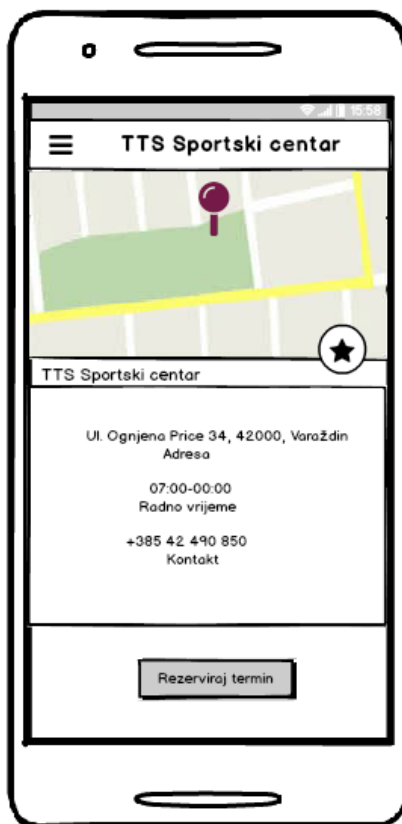 15:58
TTS Sportski centar
TTS Sportski centar
Ul. Ognjena Price 34, 42000, Varaždin
Adresa
07:00-00:00
Radno vrijeme
+385 42 490 850
Kontakt
Rezerviraj termin